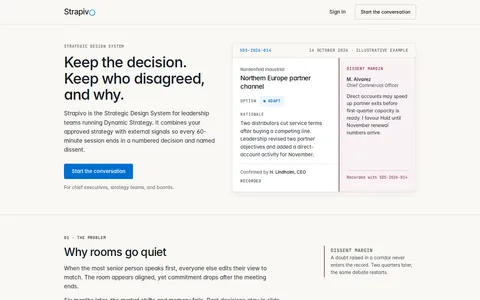 Strapivo
Sign In
Start the conversation
STRATEGIC DESIGN SYSTEM
Keep the decision.
Keep who disagreed,
and why.
Strapivo is the Strategic Design System for leadership
teams running Dynamic Strategy. It combines your
approved strategy with external signals so every 60-
minute session ends in a numbered decision and named
dissent.
Start the conversation
For chief executives, strategy teams, and boards.
SDS-2026-014
14 OCTOBER 2026 · ILLUSTRATIVE EXAMPLE
Nordenfeld Industrial
Northern Europe partner
channel
OPTION
ADAPT
RATIONALE
Two distributors cut service terms
after buying a competing line.
Leadership revised two partner
objectives and added a direct-
account activity for November.
Confirmed by H. Lindholm, CEO
RECORDED
DISSENT MARGIN
M. Alvarez
Chief Commercial Officer
Direct accounts may speed
up partner exits before
first-quarter capacity is
ready. I favour Hold until
November renewal
numbers arrive.
Recorded with SDS-2026-014
01 · THE PROBLEM
Why rooms go quiet
When the most senior person speaks first, everyone else edits their view to
match. The room appears aligned, yet commitment drops after the meeting
ends.
DISSENT MARGIN
A doubt raised in a corridor never
enters the record. Two quarters later,
the same debate restarts.